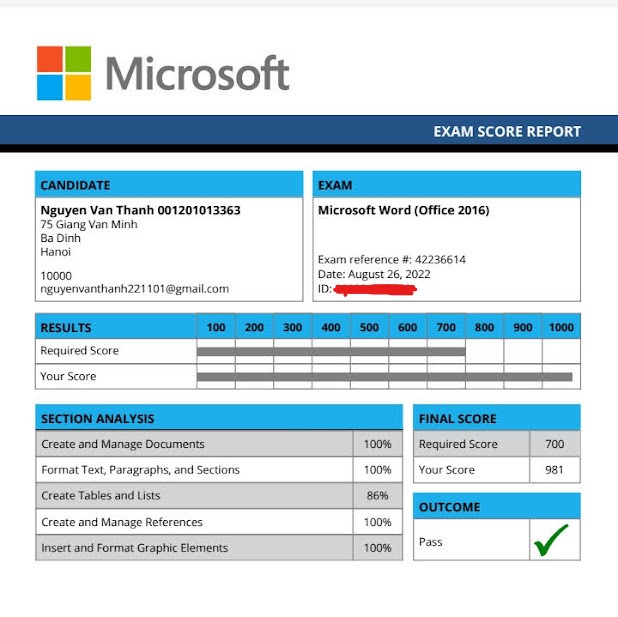 Microsoft
EXAM SCORE REPORT
CANDIDATE
Nguyen Van Thanh 001201013363
75 Giang Van Minh
Ba Dinh
Hanoi
10000
nguyenvanthanh221101@gmail.com
EXAM
Microsoft Word (Office 2016)
Exam reference #: 42236614
Date: August 26, 2022
ID:
RESULTS 100 200 300 400 500 600 700 800 900 1000
Required Score
Your Score
SECTION ANALYSIS
Create and Manage Documents 100%
Format Text, Paragraphs, and Sections 100%
Create Tables and Lists 86%
Create and Manage References 100%
Insert and Format Graphic Elements 100%
FINAL SCORE
Required Score 700
Your Score 981
OUTCOME
Pass